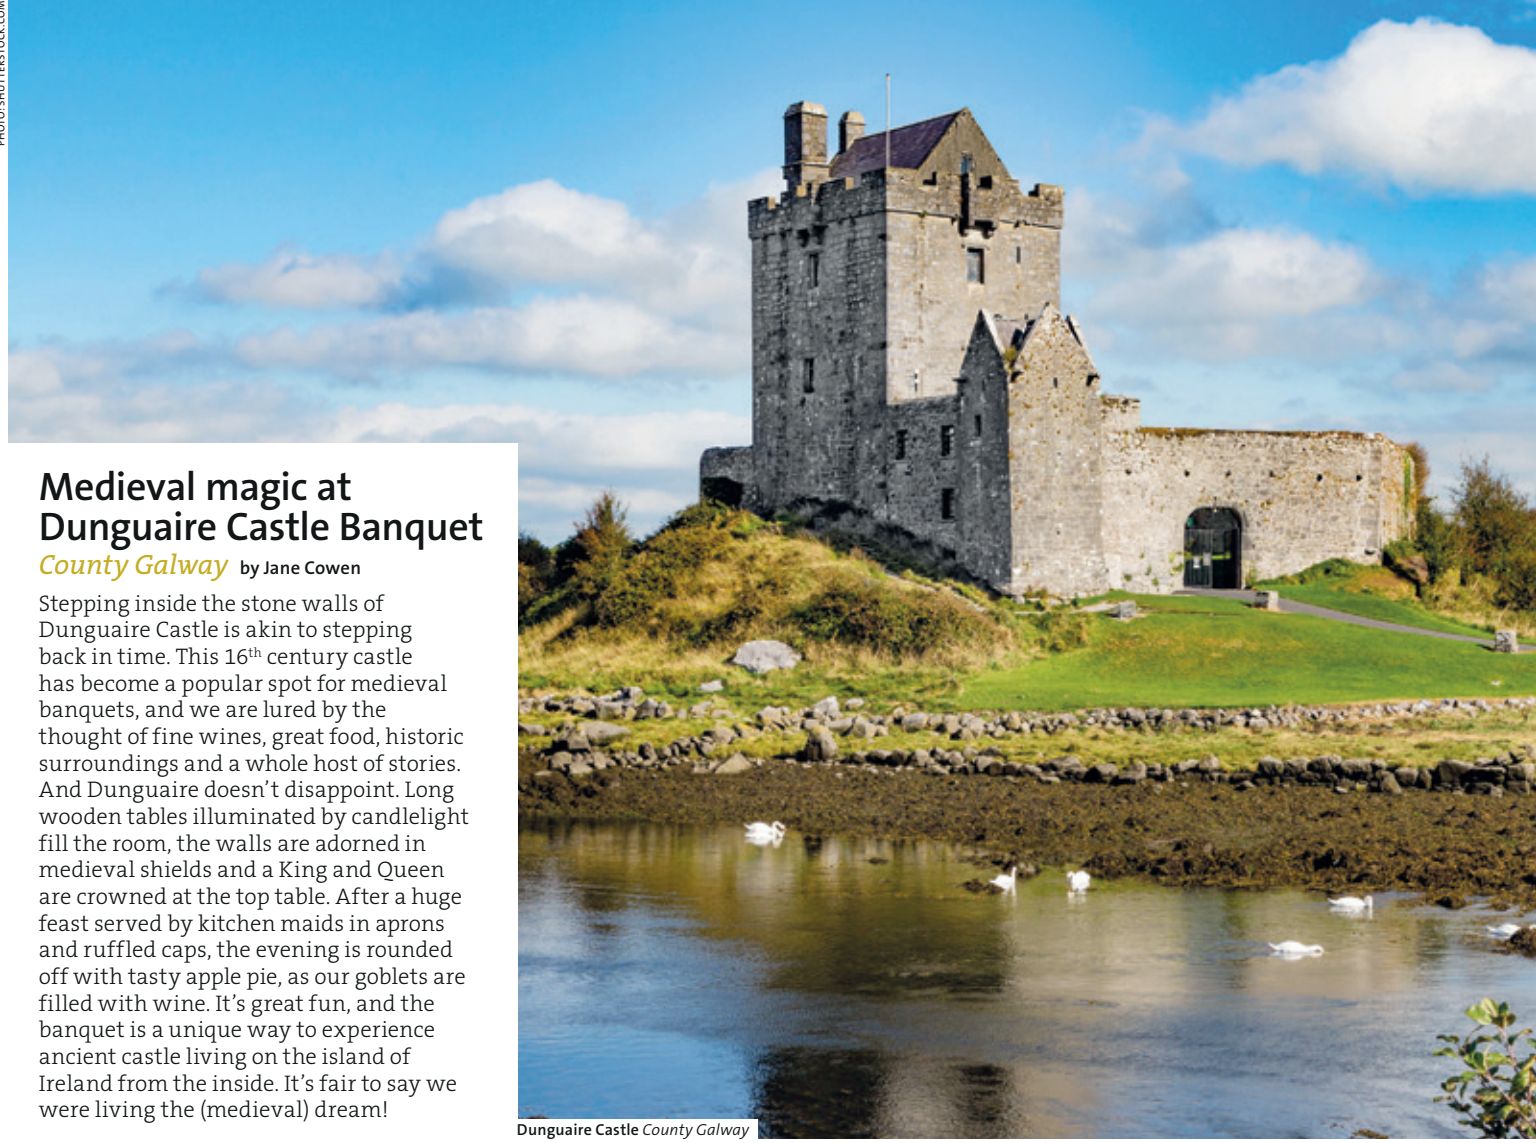 PHOTO: SHUTTERSTOCK.COM
Medieval magic at
Dunguaire Castle Banquet
County Galway by Jane Cowen
Stepping inside the stone walls of
Dunguaire Castle is akin to stepping
back in time. This 16th century castle
has become a popular spot for medieval
banquets, and we are lured by the
thought of fine wines, great food, historic
surroundings and a whole host of stories.
And Dunguaire doesn't disappoint. Long
wooden tables illuminated by candlelight
fill the room, the walls are adorned in
medieval shields and a King and Queen
are crowned at the top table. After a huge
feast served by kitchen maids in aprons
and ruffled caps, the evening is rounded
off with tasty apple pie, as our goblets are
filled with wine. It's great fun, and the
banquet is a unique way to experience
ancient castle living on the island of
Ireland from the inside. It's fair to say we
were living the (medieval) dream!
Dunguaire Castle County Galway